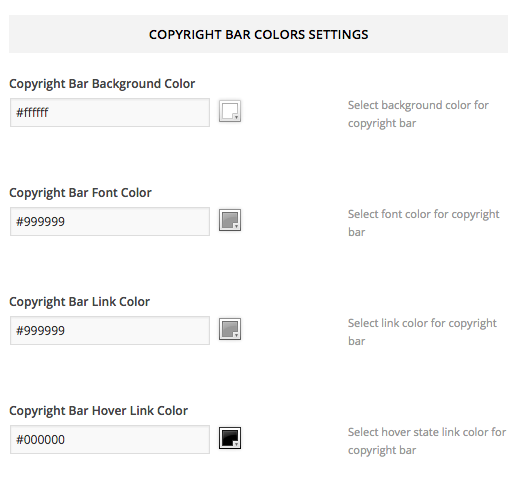 COPYRIGHT BAR COLORS SETTINGS
Copyright Bar Background Color
#ffffff
Select background color for
copyright bar
Copyright Bar Font Color
#999999
Select font color for copyright
bar
Copyright Bar Link Color
#999999
Select link color for copyright
bar
Copyright Bar Hover Link Color
#000000
Select hover state link color for
copyright bar